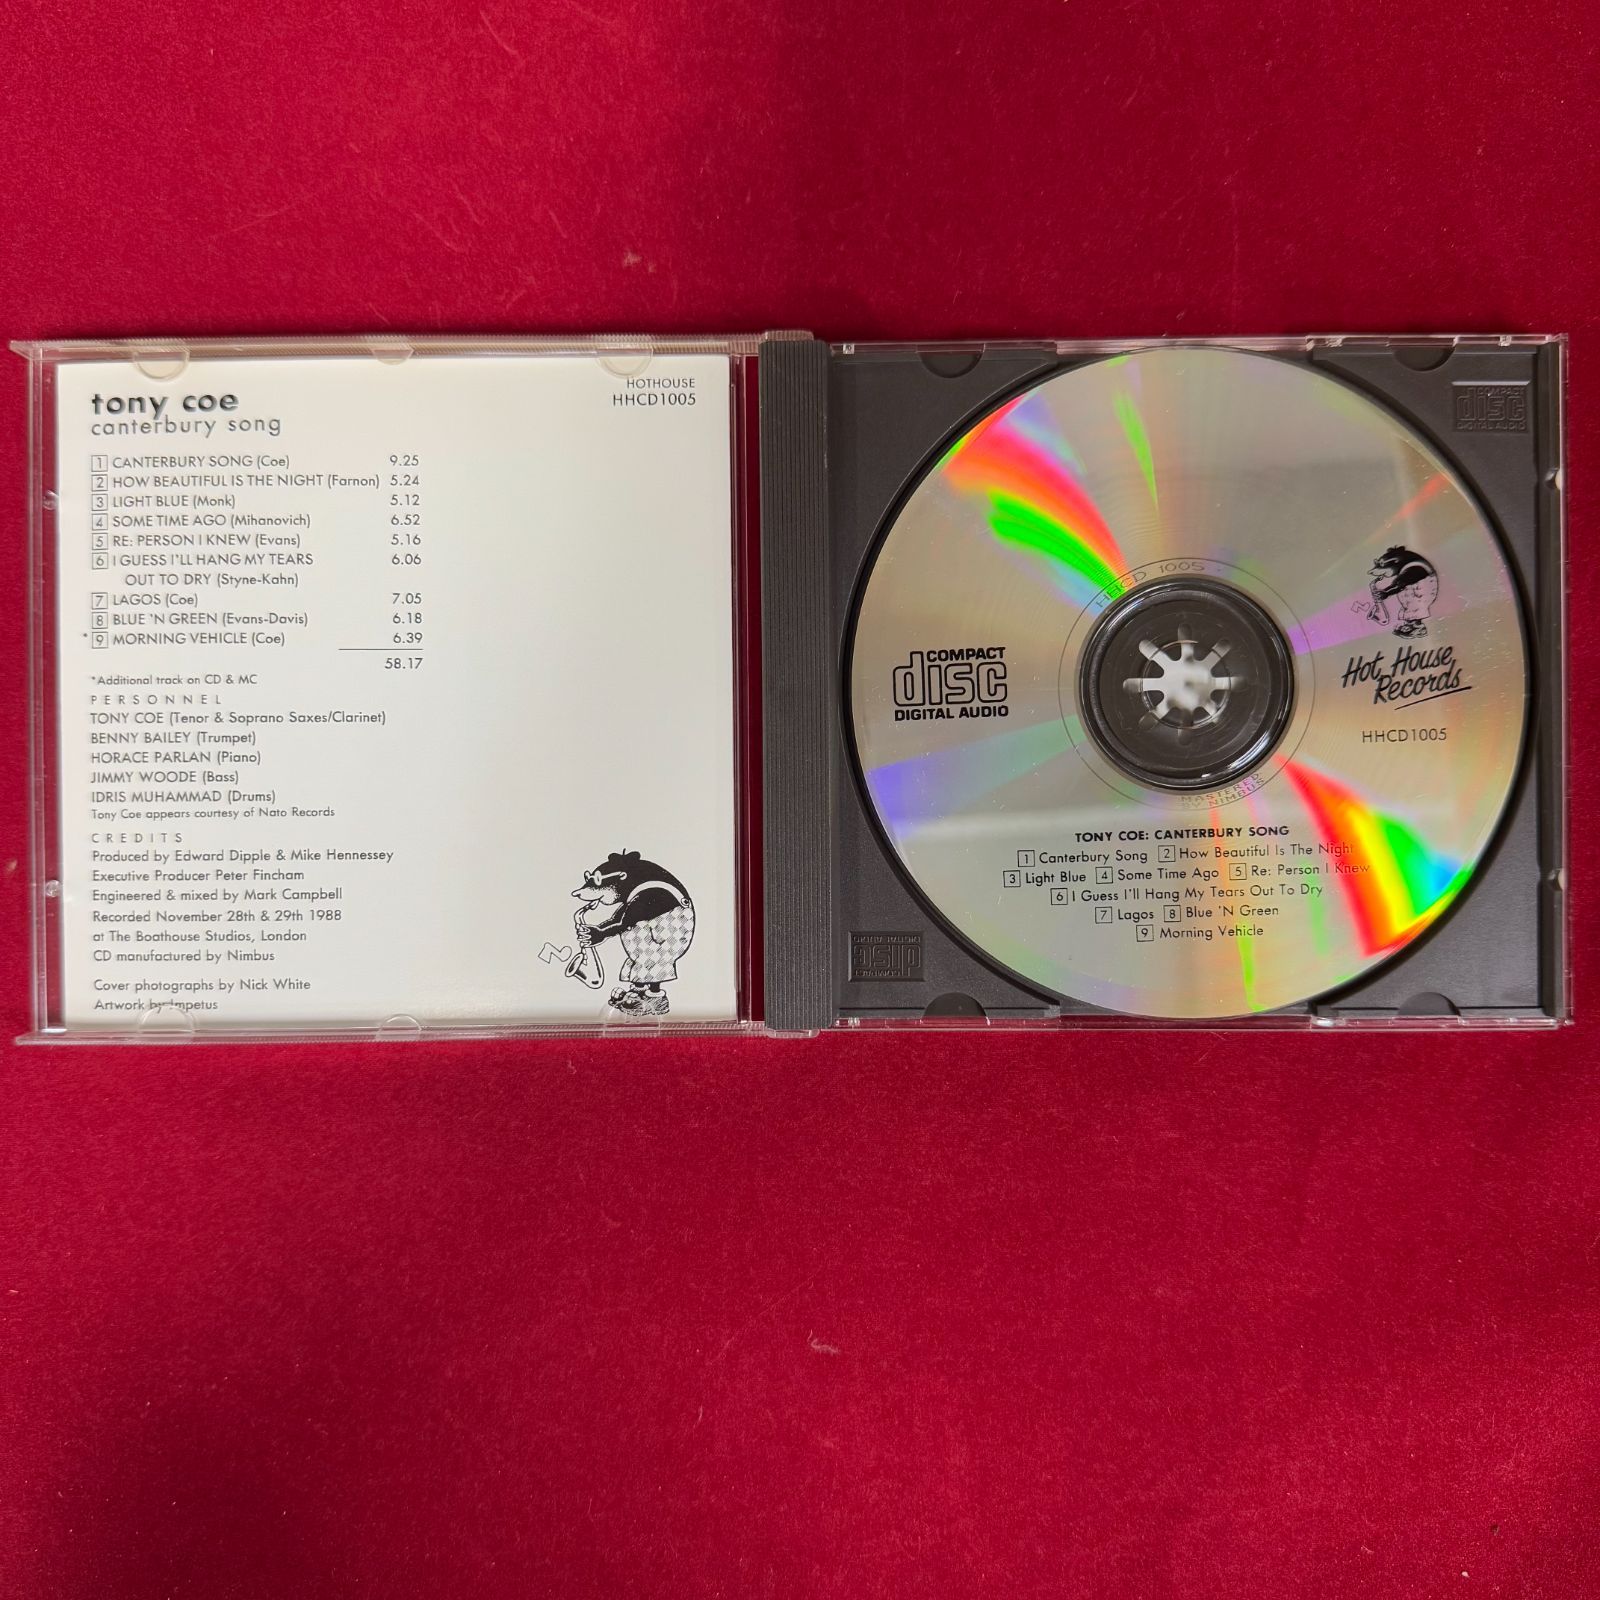 tony coe
canterbury song
HOTHOUSE
HHCD1005
1 CANTERBURY SONG (Coe) 9.25
2 HOW BEAUTIFUL IS THE NIGHT (Farnon) 5.24
3 LIGHT BLUE (Monk) 5.12
4 SOME TIME AGO (Mihanovich) 6.52
5 RE: PERSON I KNEW (Evans) 5.16
6 I GUESS I'LL HANG MY TEARS 6.06
OUT TO DRY (Styne-Kahn)
7 LAGOS (Coe) 7.05
8 BLUE 'N GREEN (Evans-Davis) 6.18
* 9 MORNING VEHICLE (Coe) 6.39
58.17
*Additional track on CD & MC
PERSONNEL
TONY COE (Tenor & Soprano Saxes/Clarinet)
BENNY BAILEY (Trumpet)
HORACE PARLAN (Piano)
JIMMY WOODE (Bass)
IDRIS MUHAMMAD (Drums)
Tony Coe appears courtesy of Nato Records
CREDITS
Produced by Edward Dipple & Mike Hennessey
Executive Producer Peter Fincham
Engineered & mixed by Mark Campbell
Recorded November 28th & 29th 1988
at The Boathouse Studios, London
CD manufactured by Nimbus
Cover photographs by Nick White
Artwork by Impetus
COMPACT
disc
DIGITAL AUDIO
HHCD 1005
COMPACT
disc
DIGITAL AUDIO
Hot House
Records
HHCD1005
MASTERED
BY NIMBUS
TONY COE: CANTERBURY SONG
1 Canterbury Song 2 How Beautiful Is The Night
3 Light Blue 4 Some Time Ago 5 Re: Person I Knew
6 I Guess I'll Hang My Tears Out To Dry
7 Lagos 8 Blue 'N Green
9 Morning Vehicle
COMPACT
disc
DIGITAL AUDIO